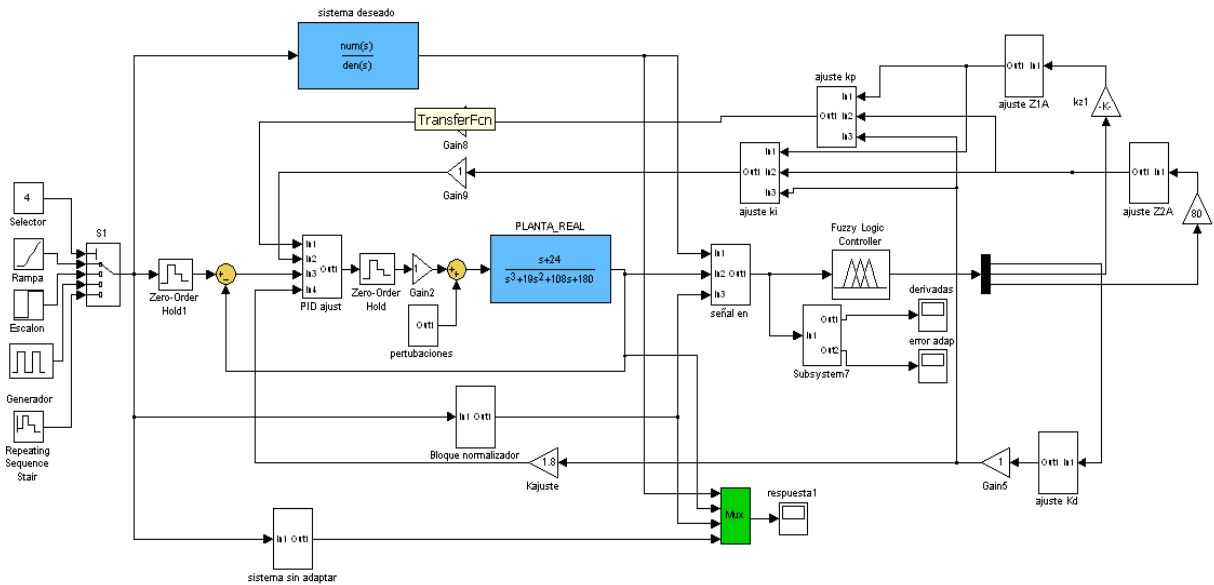 sistema deseado
num(s)
den(s)
TransferFcn
Gain8
ajuste kp
In1
Out1 In2
In3
Out1 In1
ajuste Z1A
kz1
-K-
In1
Out1 In2
In3
ajuste ki
1
Gain9
Out1 In1
ajuste Z2A
80
4
Selector
Rampa
Escalon
Generador
Repeating
Sequence
Stair
S1
Zero-Order
Hold1
In1
In2
Out1
In3
In4
PID ajust
Zero-Order
Hold
1
Gain2
Out1
pertubaciones
PLANTA_REAL
s+24
s³+19s²+108s+180
In1
In2 Out1
In3
señal en
Fuzzy Logic
Controller
In1
Out1
Out2
Subsystem7
derivadas
error adap
In1 Out1
Bloque normalizador
1.8
Kajuste
1
Gain5
Out1 In1
ajuste Kd
In1 Out1
sistema sin adaptar
Mux
respuesta1